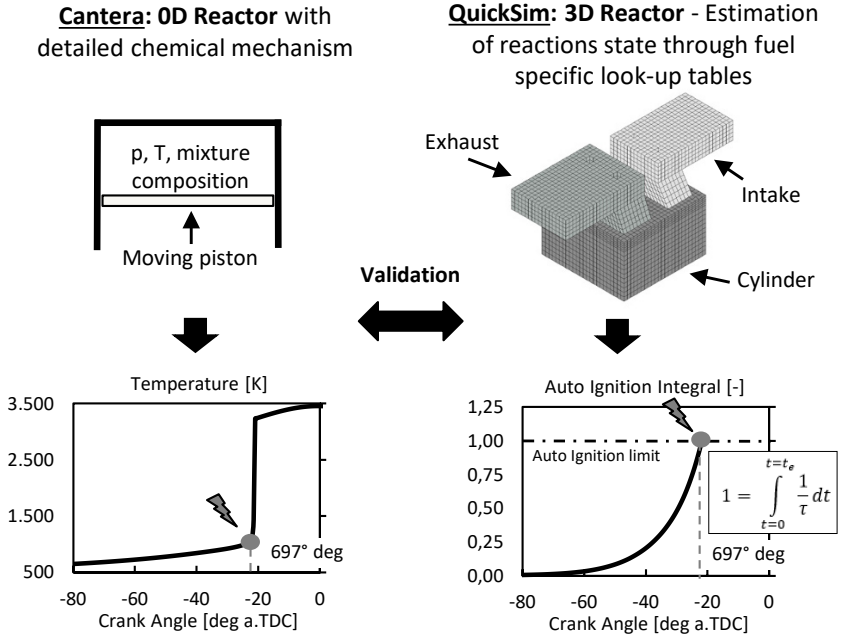 Cantera: 0D Reactor with
detailed chemical mechanism
p, T, mixture
composition
Moving piston
QuickSim: 3D Reactor - Estimation
of reactions state through fuel
specific look-up tables
Exhaust
Intake
Cylinder
Validation
Temperature [K]
3.500
2.500
1.500
500
697° deg
-80 -60 -40 -20 0
Crank Angle [deg a.TDC]
Auto Ignition Integral [-]
1,25
1,00
0,75
0,50
0,25
0,00
Auto Ignition limit
1 = ∫ t=0 t=tₑ 1/τ dt
697° deg
-80 -60 -40 -20 0
Crank Angle [deg a.TDC]